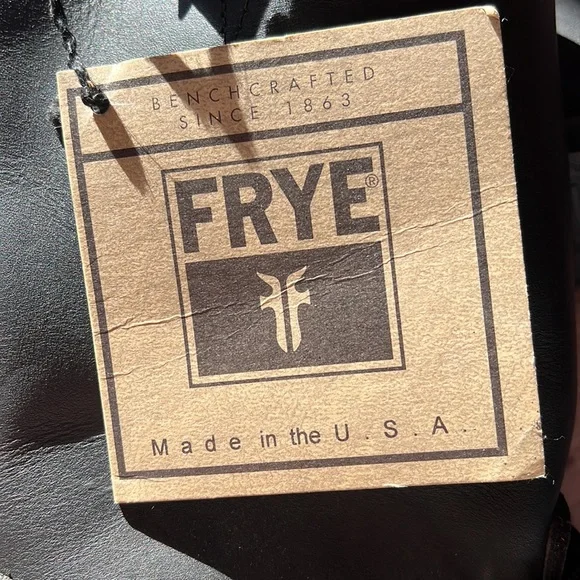 BENCHCRAFTED
SINCE 1863
FRYE®
Made in the U.S.A.